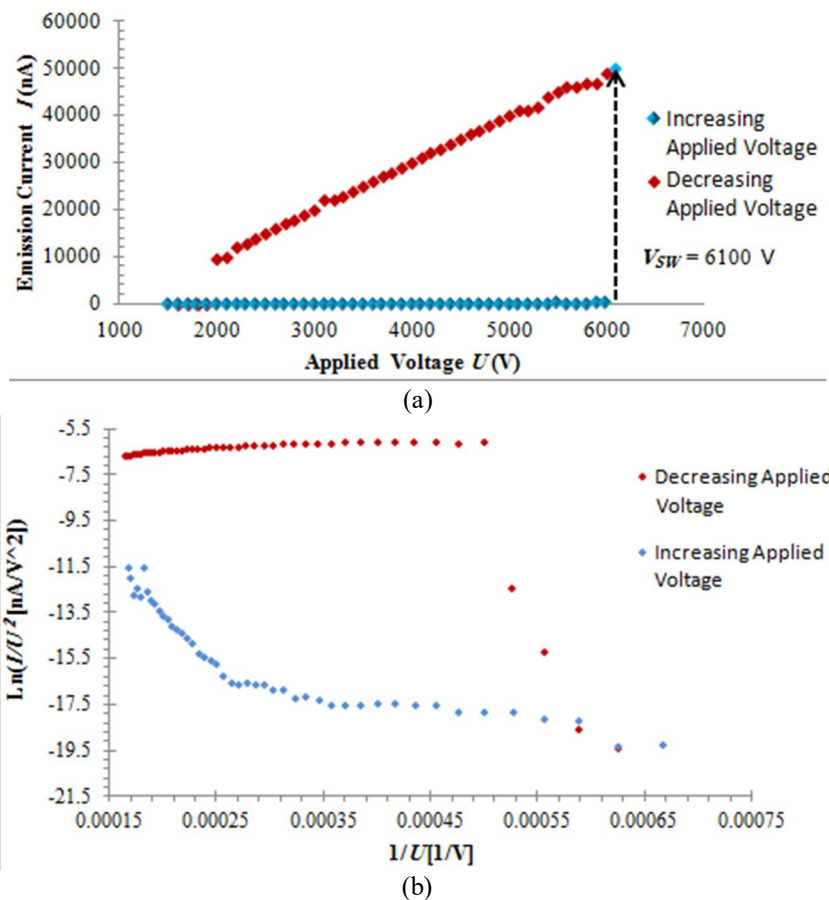 60000
50000
40000
30000
20000
10000
0
Emission Current I(nA)
1000 2000 3000 4000 5000 6000 7000
Applied Voltage U(V)
Increasing
Applied Voltage
Decreasing
Applied Voltage
VSW = 6100 V
(a)
-5.5
-7.5
-9.5
-11.5
-13.5
-15.5
-17.5
-19.5
-21.5
Ln(I/U^2[nA/V^2])
0.00015 0.00025 0.00035 0.00045 0.00055 0.00065 0.00075
1/U[1/V]
Decreasing Applied
Voltage
Increasing Applied
Voltage
(b)